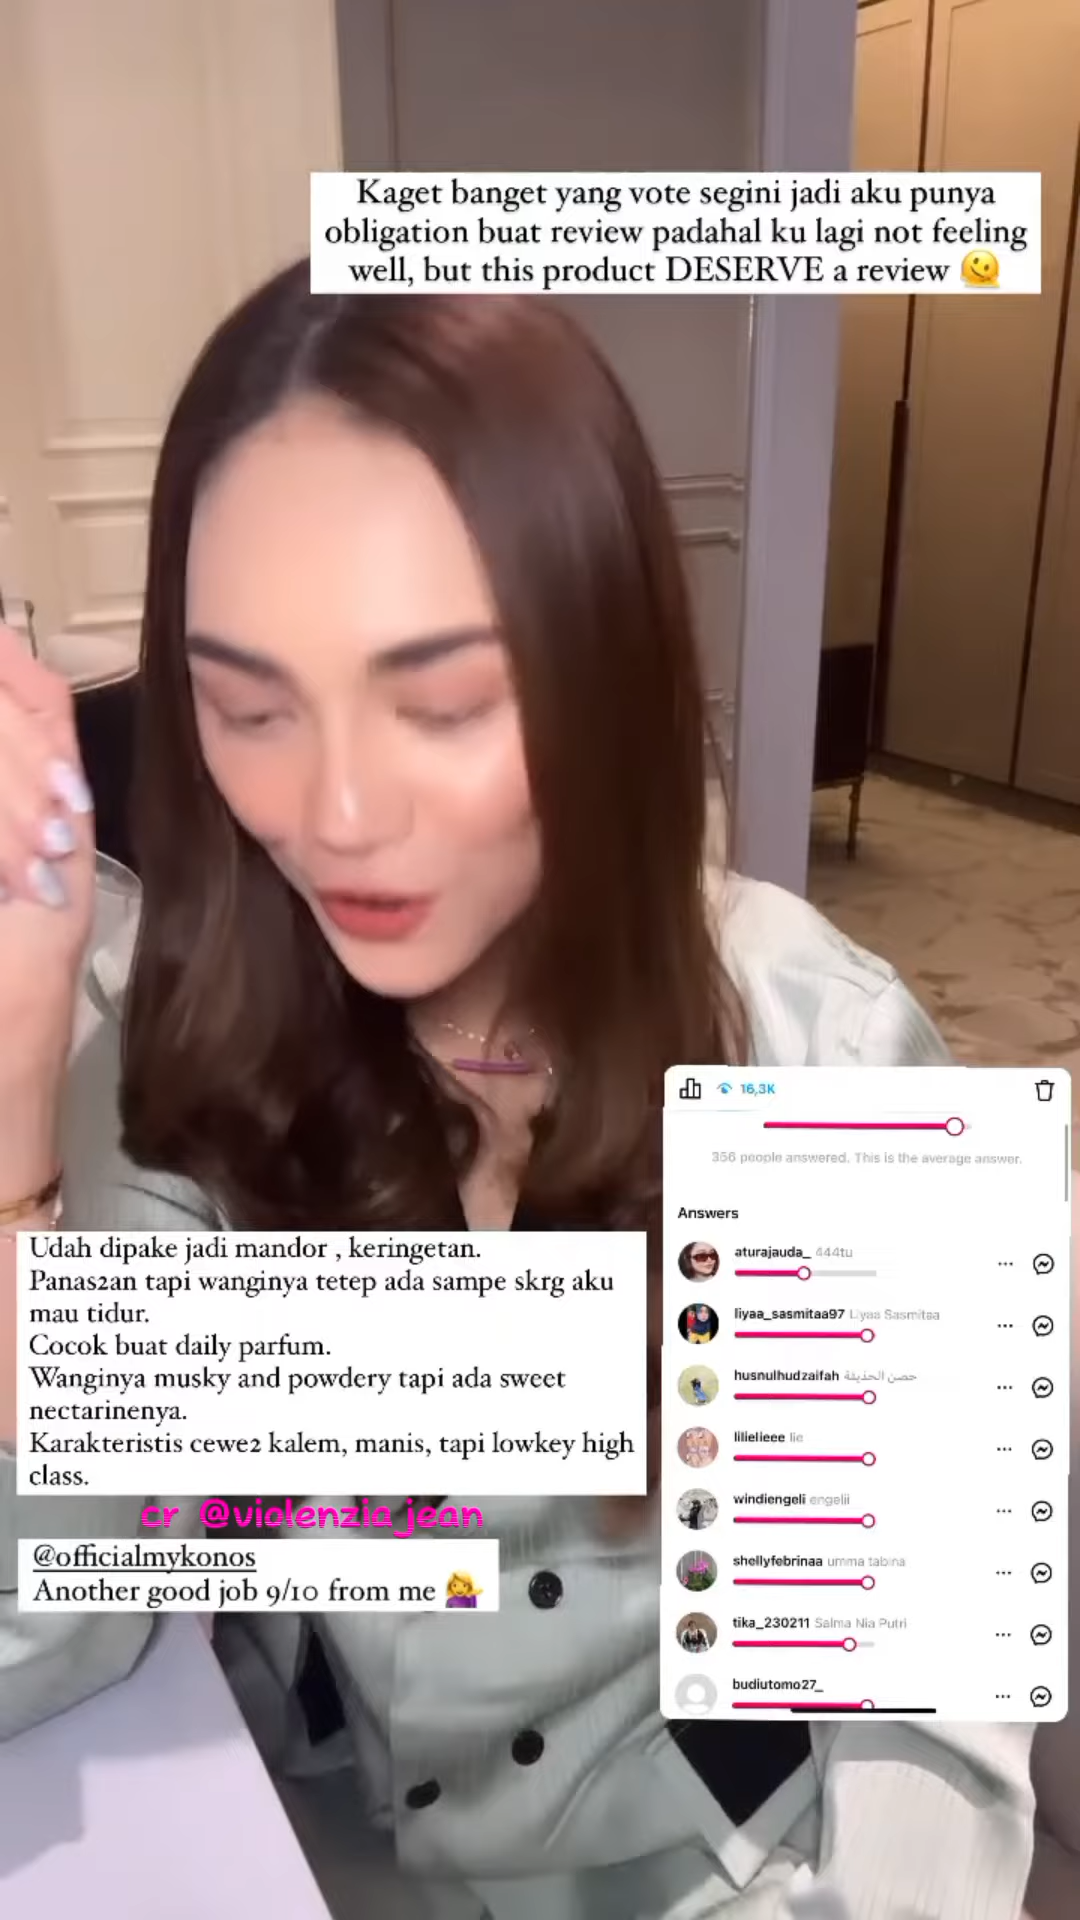 Kaget banget yang vote segini jadi aku punya
obligation buat review padahal ku lagi not feeling
well, but this product DESERVE a review 🫠
16,3K
356 people answered. This is the average answer.
Answers
aturajauda_ 444tu
liyaa_sasmitaa97 Liyaa Sasmitaa
husnulhudzaifah حصن الحذيفة
lilielieee lie
windiengeli engelii
shellyfebrinaa umma tabina
tika_230211 Salma Nia Putri
budiutomo27_
Udah dipake jadi mandor , keringetan.
Panas2an tapi wanginya tetep ada sampe skrg aku
mau tidur.
Cocok buat daily parfum.
Wanginya musky and powdery tapi ada sweet
nectarinenya.
Karakteristis cewe2 kalem, manis, tapi lowkey high
class.
cr @violenziajean
@officialmykonos
Another good job 9/10 from me 💁‍♀️